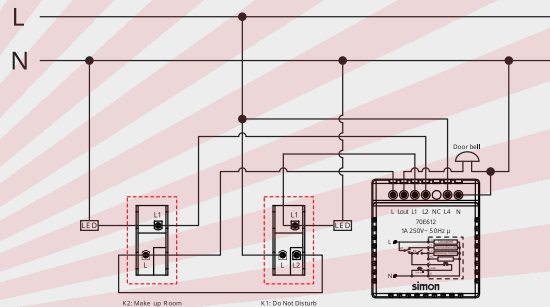 L
N
Door bell
L Lout L1 L2 NC L4 N
70E612
1A 250V~ 50Hz μ
L
N
simon
LED
L1
L
L1
L L2
LED
K2: Make up Room
K1: Do Not Disturb